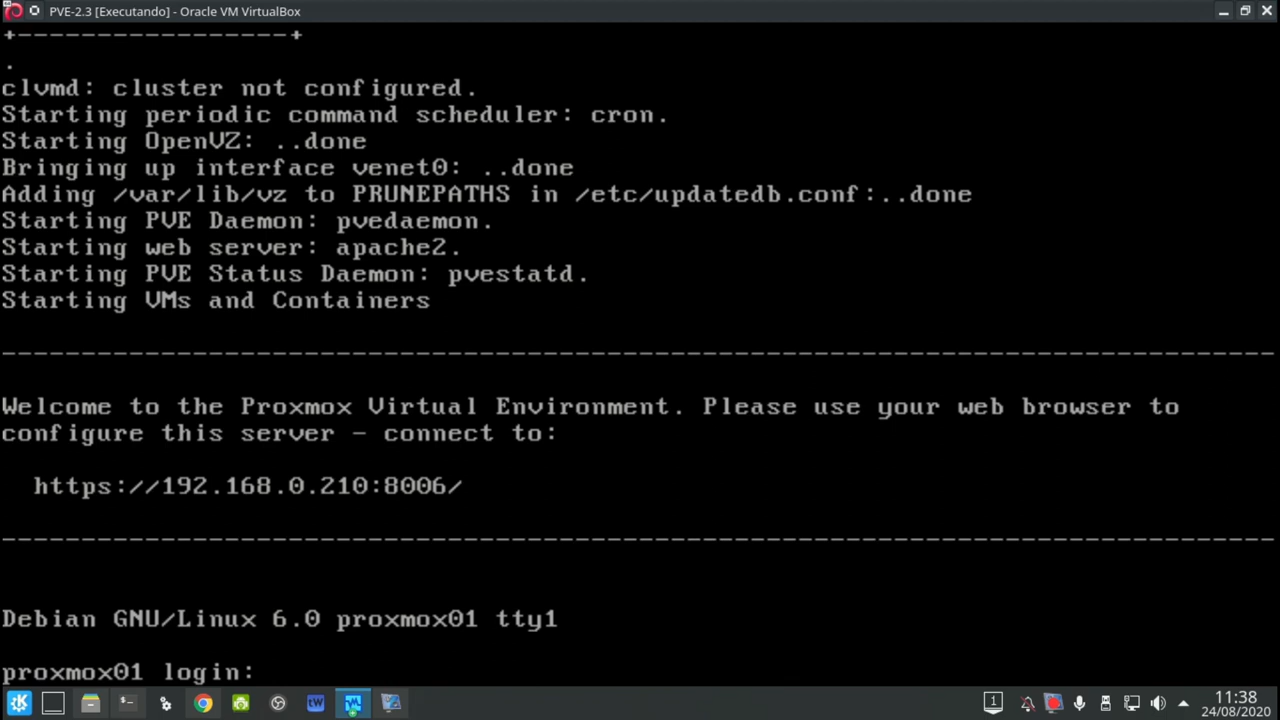 PVE-2.3 [Executando] - Oracle VM VirtualBox
+-----------------+
.
clvmd: cluster not configured.
Starting periodic command scheduler: cron.
Starting OpenVZ: ..done
Bringing up interface venet0: ..done
Adding /var/lib/vz to PRUNEPATHS in /etc/updatedb.conf:..done
Starting PVE Daemon: pvedaemon.
Starting web server: apache2.
Starting PVE Status Daemon: pvestatd.
Starting VMs and Containers
--------------------------------------------------------------------------------
Welcome to the Proxmox Virtual Environment. Please use your web browser to
configure this server - connect to:
https://192.168.0.210:8006/
--------------------------------------------------------------------------------
Debian GNU/Linux 6.0 proxmox01 tty1
proxmox01 login:
1
11:38
24/08/2020